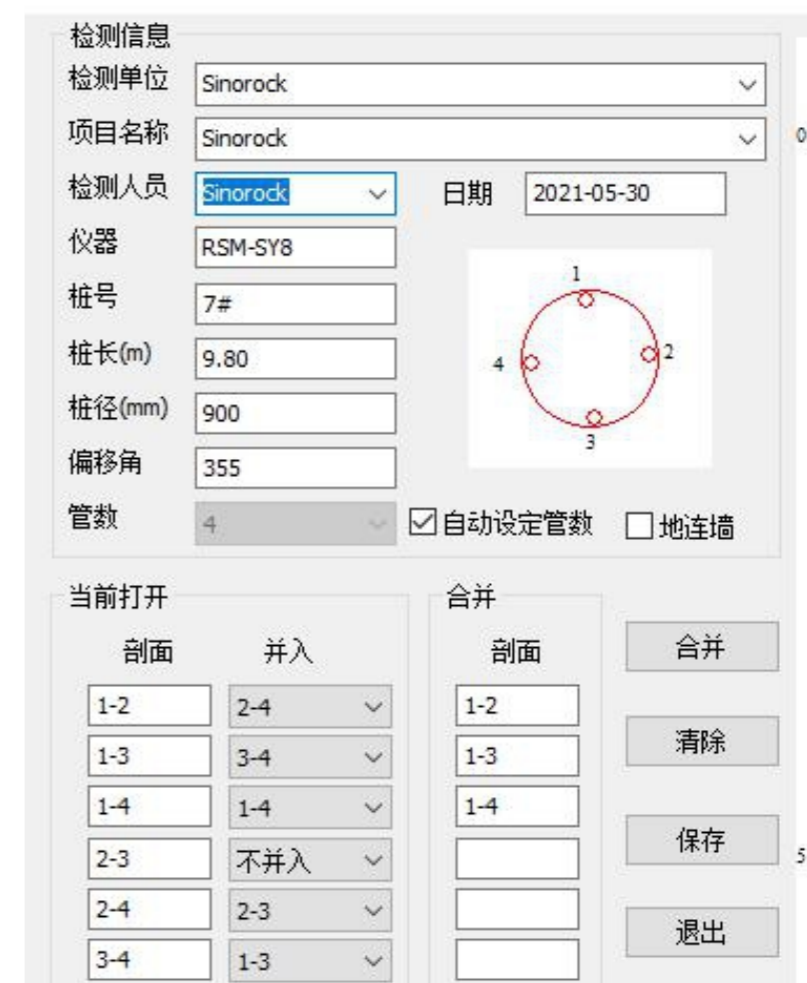 检测信息
检测单位 Sinorock
项目名称 Sinorock
检测人员 Sinorock 日期 2021-05-30
仪器 RSM-SY8
桩号 7#
桩长(m) 9.80
桩径(mm) 900
偏移角 355
管数 4 自动设定管数 地连墙
1
2
4
3
当前打开 合并
剖面 并入 剖面 合并
1-2 2-4 1-2
1-3 3-4 1-3 清除
1-4 1-4 1-4
2-3 不并入 保存
2-4 2-3
3-4 1-3 退出
0
5